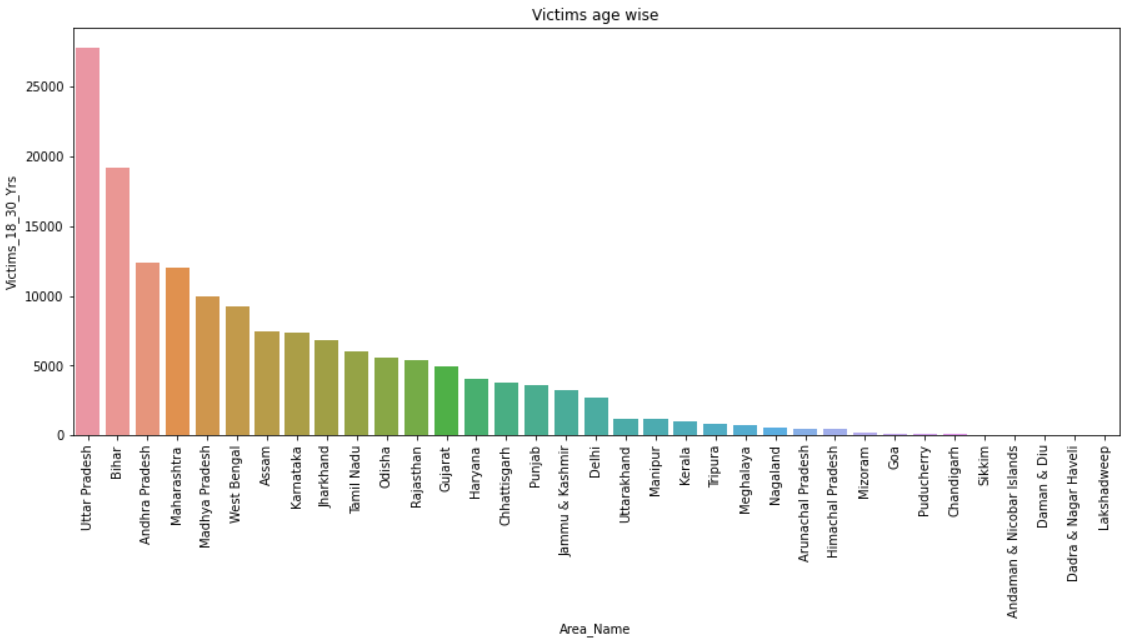 Victims age wise
Victims_18_30_Yrs
25000
20000
15000
10000
5000
0
Uttar Pradesh
Bihar
Andhra Pradesh
Maharashtra
Madhya Pradesh
West Bengal
Assam
Karnataka
Jharkhand
Tamil Nadu
Odisha
Rajasthan
Gujarat
Haryana
Chhattisgarh
Punjab
Jammu & Kashmir
Delhi
Uttarakhand
Manipur
Kerala
Tripura
Meghalaya
Nagaland
Arunachal Pradesh
Himachal Pradesh
Mizoram
Goa
Puducherry
Chandigarh
Sikkim
Andaman & Nicobar Islands
Daman & Diu
Dadra & Nagar Haveli
Lakshadweep
Area_Name